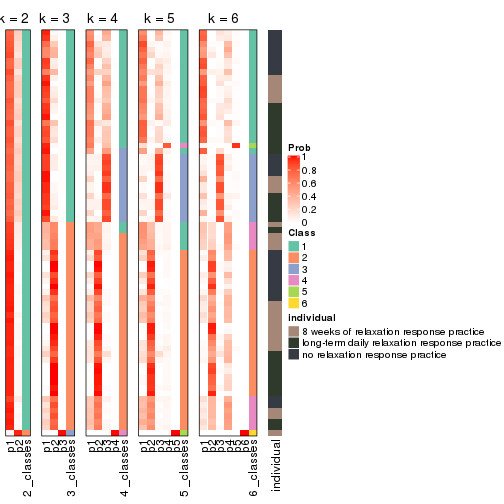 k = 2
k = 3
k = 4
k = 5
k = 6
Prob
1
0.8
0.6
0.4
0.2
0
Class
1
2
3
4
5
6
individual
8 weeks of relaxation response practice
long-term daily relaxation response practice
no relaxation response practice
p1
p2
2_classes
p1
p2
p3
3_classes
p1
p2
p3
p4
4_classes
p1
p2
p3
p4
p5
5_classes
p1
p2
p3
p4
p5
p6
6_classes
individual